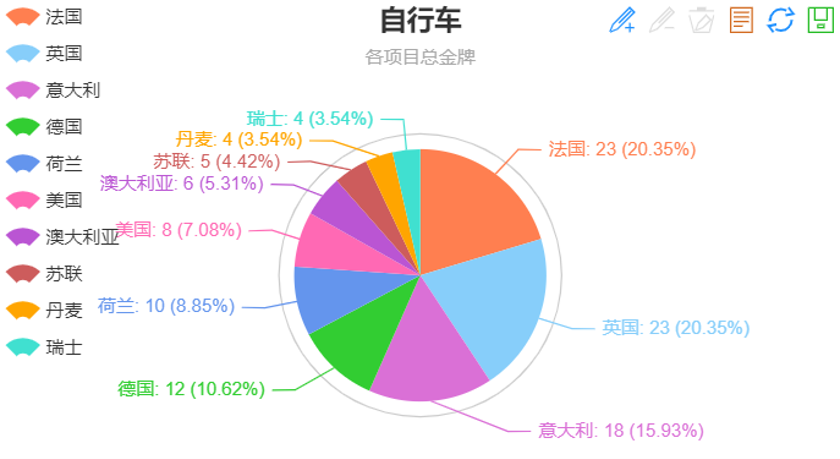 自行车
各项目总金牌
法国
英国
意大利
德国
荷兰
美国
澳大利亚
苏联
丹麦
瑞士
法国: 23 (20.35%)
英国: 23 (20.35%)
意大利: 18 (15.93%)
德国: 12 (10.62%)
荷兰: 10 (8.85%)
美国: 8 (7.08%)
澳大利亚: 6 (5.31%)
苏联: 5 (4.42%)
丹麦: 4 (3.54%)
瑞士: 4 (3.54%)